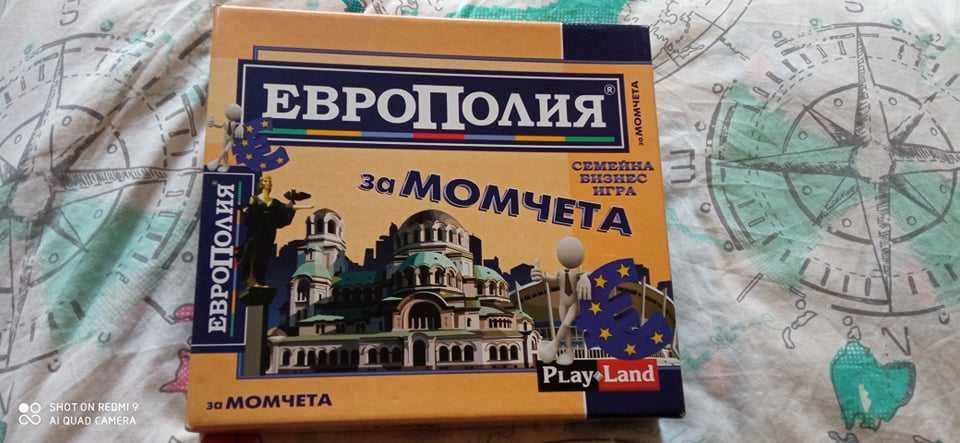 ЕВРОПОЛИЯ®
за МОМЧЕТА
СЕМЕЙНА
БИЗНЕС
ИГРА
за МОМЧЕТА
ЕВРОПОЛИЯ
Play Land
за МОМЧЕТА
SHOT ON REDMI 9
AI QUAD CAMERA